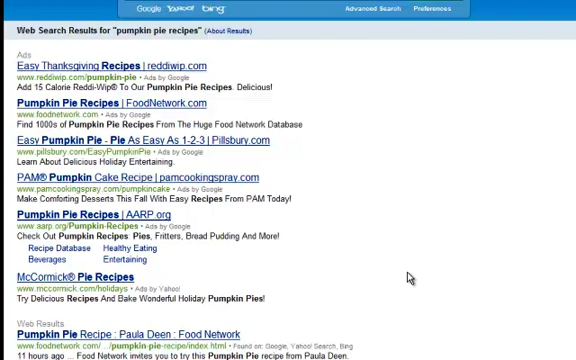 Google YAHOO! bing Advanced Search Preferences
Web Search Results for "pumpkin pie recipes" (About Results)
Ads
Easy Thanksgiving Recipes | reddiwip.com
www.reddiwip.com/pumpkin-pie • Ads by Google
Add 15 Calorie Reddi-Wip® To Our Pumpkin Pie Recipes. Delicious!
Pumpkin Pie Recipes | FoodNetwork.com
www.foodnetwork.com • Ads by Google
Find 1000s of Pumpkin Pie Recipes From The Huge Food Network Database
Easy Pumpkin Pie - Pie As Easy As 1-2-3 | Pillsbury.com
www.pillsbury.com/EasyPumpkinPie • Ads by Google
Learn About Delicious Holiday Entertaining.
PAM® Pumpkin Cake Recipe | pamcookingspray.com
www.pamcookingspray.com/pumpkincake • Ads by Google
Make Comforting Desserts This Fall With Easy Recipes From PAM Today!
Pumpkin Pie Recipes | AARP.org
www.aarp.org/Pumpkin-Recipes • Ads by Google
Check Out Pumpkin Recipes: Pies, Fritters, Bread Pudding And More!
Recipe Database Healthy Eating
Beverages Entertaining
McCormick® Pie Recipes
www.mccormick.com/holidays • Ads by Yahoo!
Try Delicious Recipes And Bake Wonderful Holiday Pumpkin Pies!
Web Results
Pumpkin Pie Recipe : Paula Deen : Food Network
www.foodnetwork.com/.../pumpkin-pie-recipe/index.html • Found on: Google, Yahoo! Search, Bing
11 hours ago ... Food Network invites you to try this Pumpkin Pie recipe from Paula Deen.